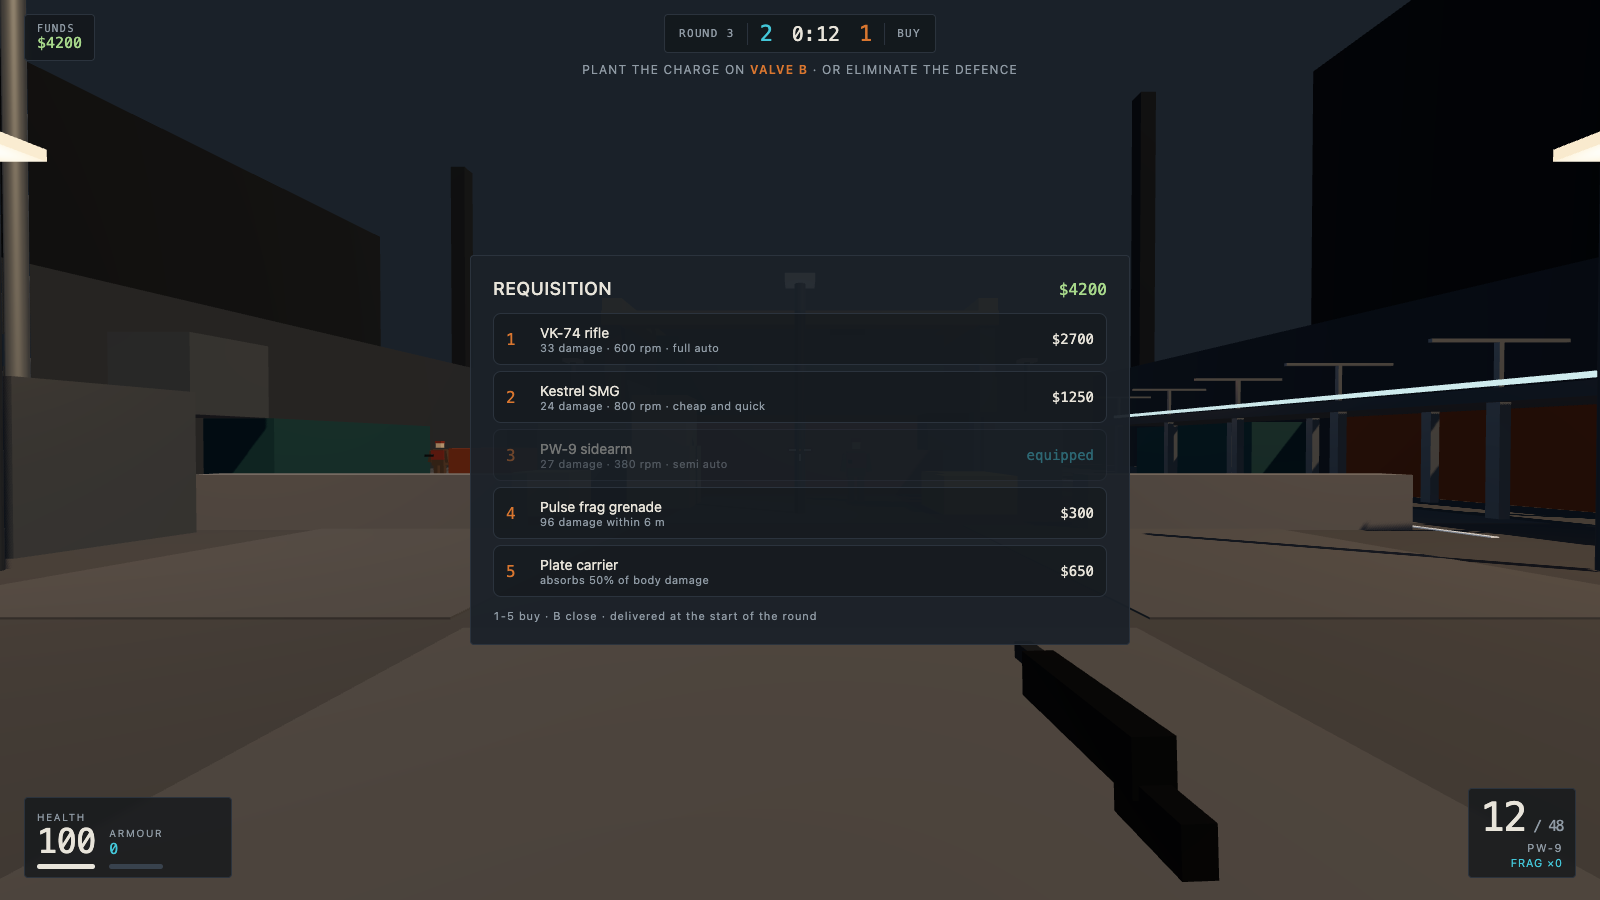 FUNDS
$4200
ROUND 3 2 0:12 1 BUY
PLANT THE CHARGE ON VALVE B · OR ELIMINATE THE DEFENCE
REQUISITION $4200
1 VK-74 rifle $2700
33 damage · 600 rpm · full auto
2 Kestrel SMG $1250
24 damage · 800 rpm · cheap and quick
3 PW-9 sidearm equipped
27 damage · 380 rpm · semi auto
4 Pulse frag grenade $300
96 damage within 6 m
5 Plate carrier $650
absorbs 50% of body damage
1-5 buy · B close · delivered at the start of the round
HEALTH
100
ARMOUR
0
12 / 48
PW-9
FRAG ×0